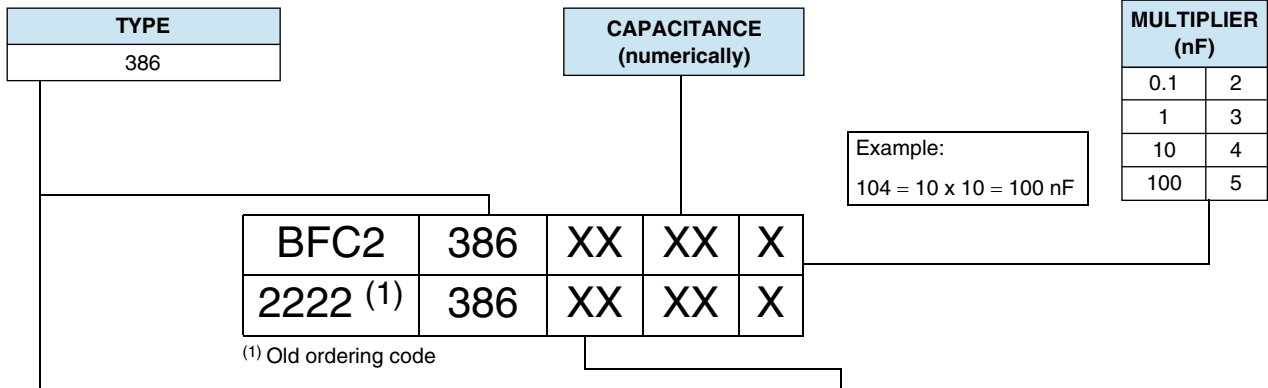 TYPE
386
CAPACITANCE
(numerically)
MULTIPLIER
(nF)
0.1 2
1 3
10 4
100 5
Example:
104 = 10 x 10 = 100 nF
BFC2 386 XX XX X
2222 (1) 386 XX XX X
(1) Old ordering code